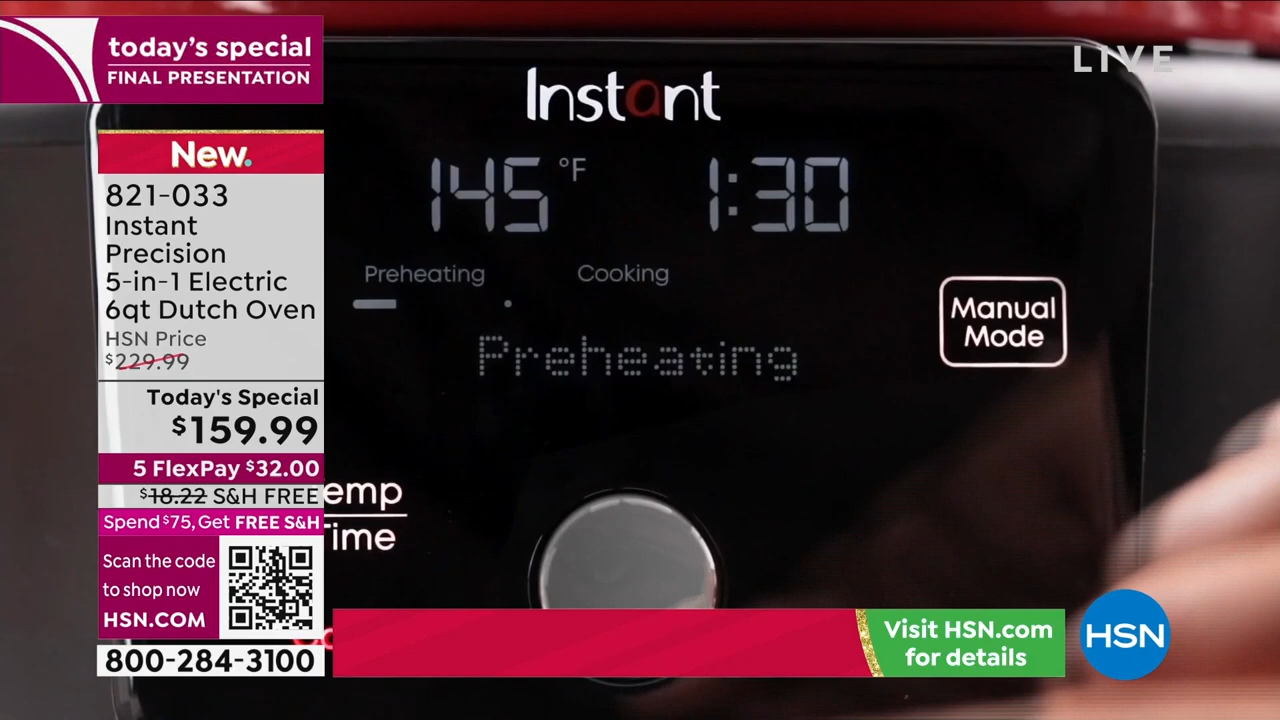 today's special
FINAL PRESENTATION
LIVE
New.
821-033
Instant
Precision
5-in-1 Electric
6qt Dutch Oven
HSN Price
$229.99
Today's Special
$159.99
5 FlexPay $32.00
$18.22 S&H FREE
Spend $75, Get FREE S&H
Scan the code
to shop now
HSN.COM
800-284-3100
Instant
145 °F 1:30
Preheating Cooking
Preheating
Manual
Mode
emp
Time
Visit HSN.com
for details
HSN